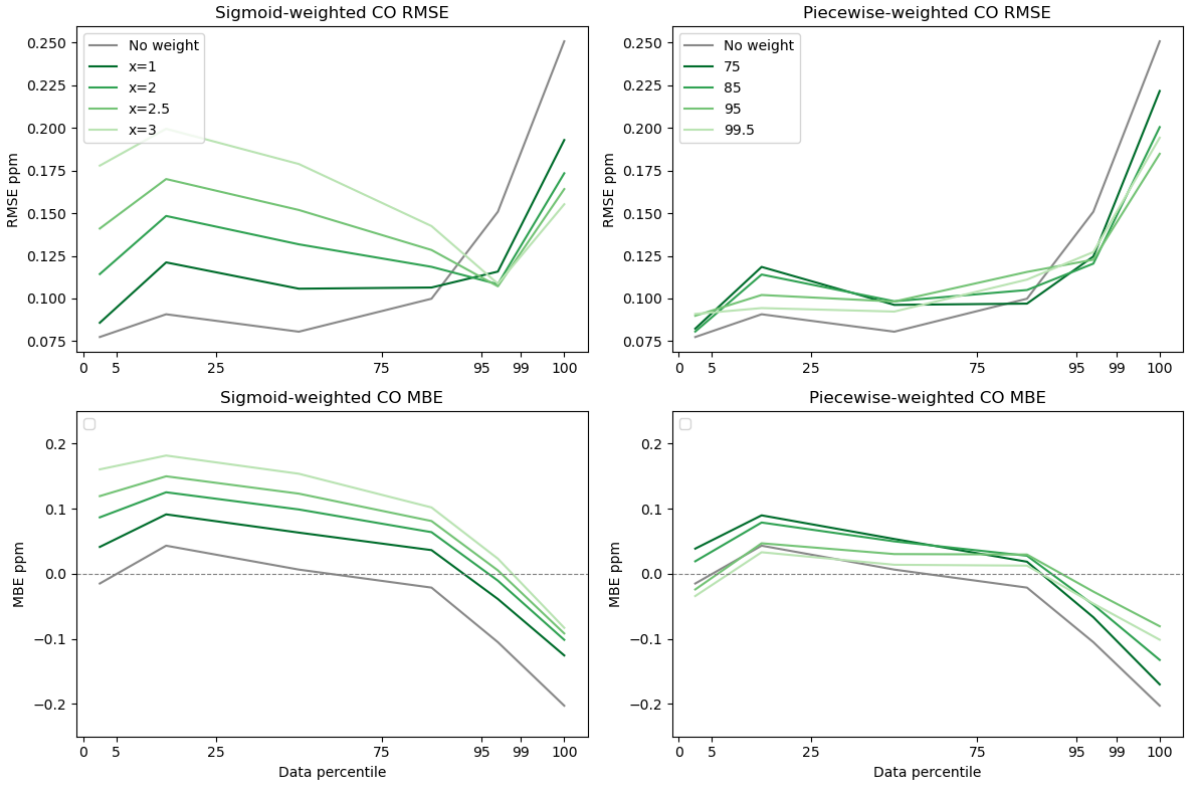 Sigmoid-weighted CO RMSE
RMSE ppm
0.250
0.225
0.200
0.175
0.150
0.125
0.100
0.075
No weight
x=1
x=2
x=2.5
x=3
0 5 25 75 95 99 100
Piecewise-weighted CO RMSE
RMSE ppm
0.250
0.225
0.200
0.175
0.150
0.125
0.100
0.075
No weight
75
85
95
99.5
0 5 25 75 95 99 100
Sigmoid-weighted CO MBE
MBE ppm
0.2
0.1
0.0
−0.1
−0.2
0 5 25 75 95 99 100
Data percentile
Piecewise-weighted CO MBE
MBE ppm
0.2
0.1
0.0
−0.1
−0.2
0 5 25 75 95 99 100
Data percentile